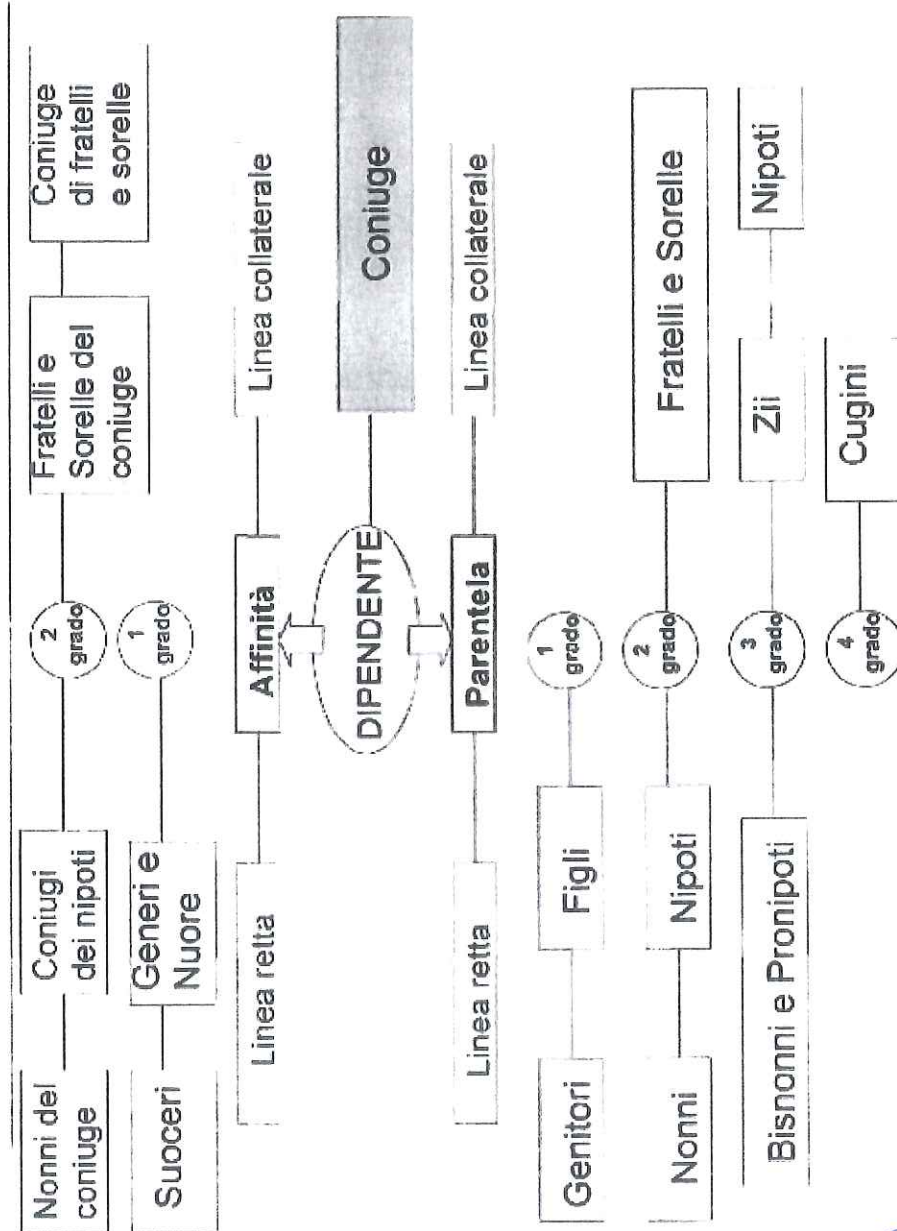 Nonni del
coniuge
Coniugi
dei nipoti
2
grado
Fratelli e
Sorelle del
coniuge
Coniuge
di fratelli
e sorelle
Suoceri
Generi e
Nuore
1
grado
Linea retta
Affinità
Linea collaterale
DIPENDENTE
Coniuge
Linea retta
Parentela
Linea collaterale
Genitori
Figli
1
grado
Nonni
Nipoti
2
grado
Fratelli e Sorelle
Bisnonni e Pronipoti
3
grado
Zii
Nipoti
4
grado
Cugini